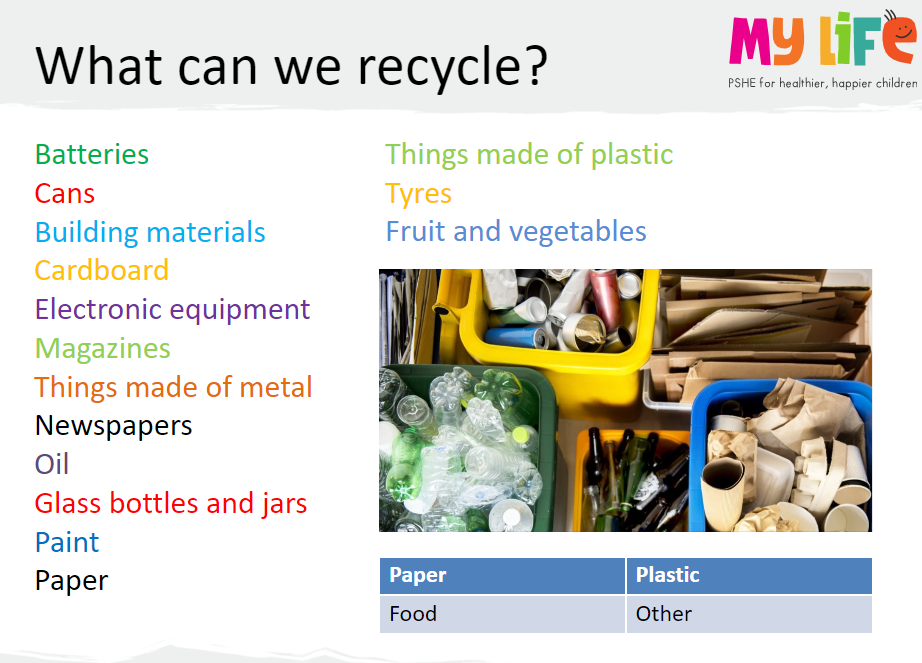 What can we recycle?
MY LiFe
PSHE for healthier, happier children
Batteries
Cans
Building materials
Cardboard
Electronic equipment
Magazines
Things made of metal
Newspapers
Oil
Glass bottles and jars
Paint
Paper
Things made of plastic
Tyres
Fruit and vegetables
Paper Plastic
Food Other